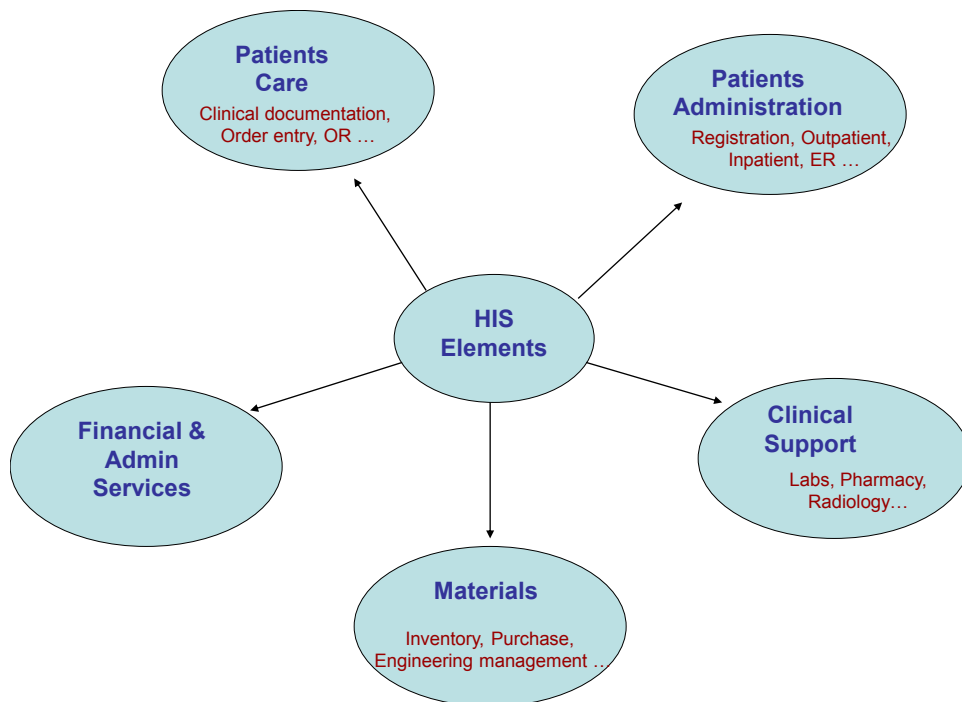 Patients
Care
Clinical documentation,
Order entry, OR …
Patients
Administration
Registration, Outpatient,
Inpatient, ER …
HIS
Elements
Financial &
Admin
Services
Clinical
Support
Labs, Pharmacy,
Radiology…
Materials
Inventory, Purchase,
Engineering management …